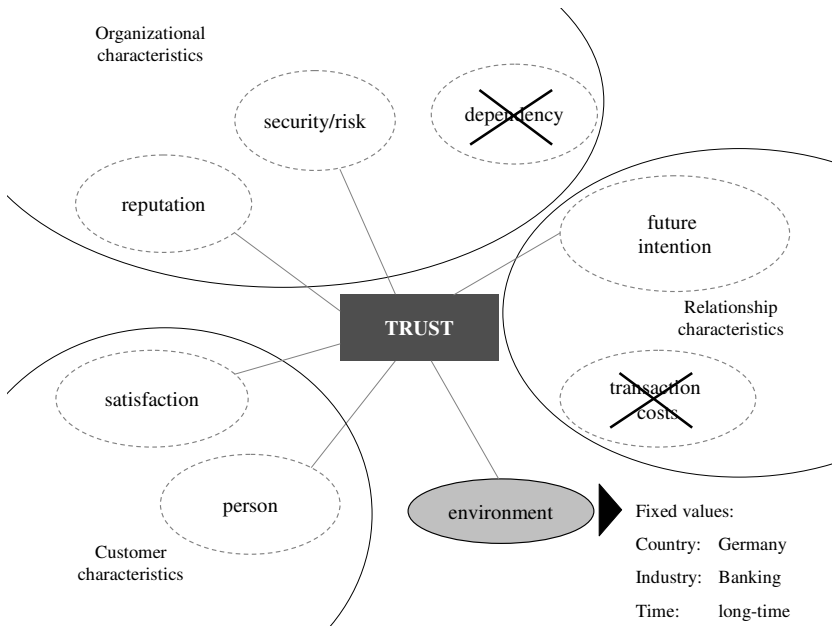 Organizational
characteristics
security/risk
dependency
reputation
future
intention
TRUST
Relationship
characteristics
satisfaction
transaction
costs
person
environment
Customer
characteristics
Fixed values:
Country: Germany
Industry: Banking
Time: long-time